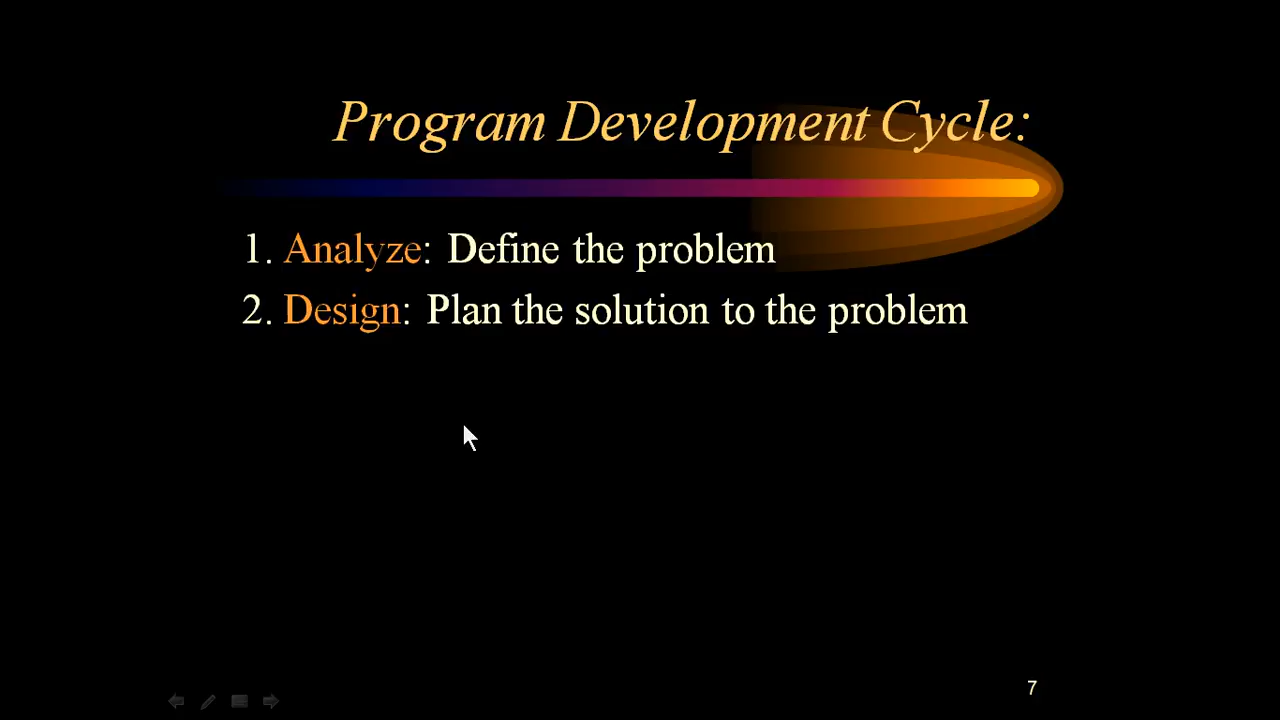 Program Development Cycle:
1. Analyze: Define the problem
2. Design: Plan the solution to the problem
7